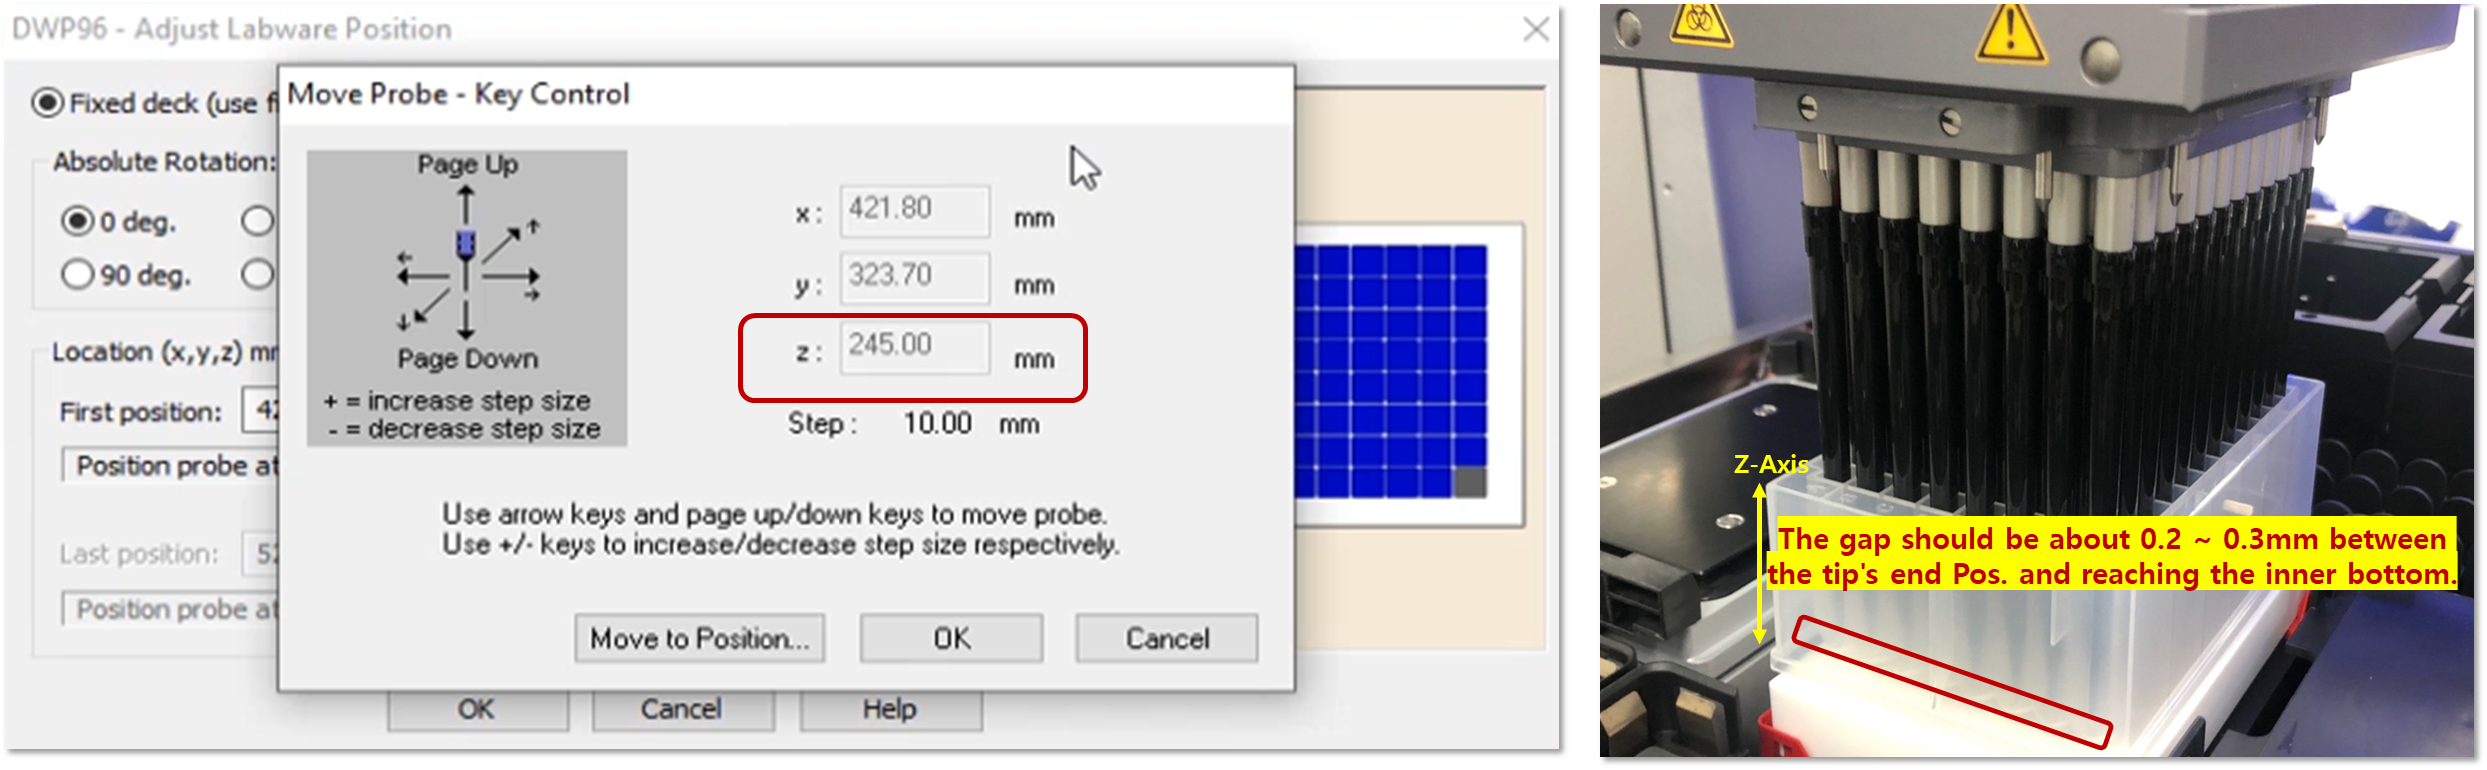 DWP96 - Adjust Labware Position
Fixed deck (use fi
Absolute Rotation:
0 deg.
90 deg.
Location (x,y,z) mr
First position: 42
Position probe at
Last position: 52
Position probe at
OK Cancel Help
Move Probe - Key Control
Page Up
Page Down
+ = increase step size
- = decrease step size
x : 421.80 mm
y : 323.70 mm
z : 245.00 mm
Step : 10.00 mm
Use arrow keys and page up/down keys to move probe.
Use +/- keys to increase/decrease step size respectively.
Move to Position... OK Cancel
Z-Axis
The gap should be about 0.2 ~ 0.3mm between
the tip's end Pos. and reaching the inner bottom.